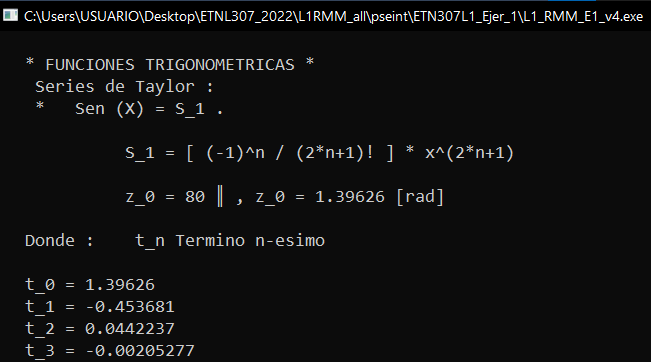 C:\Users\USUARIO\Desktop\ETNL307_2022\L1RMM_all\pseint\ETN307L1_Ejer_1\L1_RMM_E1_v4.exe
* FUNCIONES TRIGONOMETRICAS *
Series de Taylor :
*   Sen (X) = S_1 .
S_1 = [ (-1)^n / (2*n+1)! ] * x^(2*n+1)
z_0 = 80 ║ , z_0 = 1.39626 [rad]
Donde :    t_n Termino n-esimo
t_0 = 1.39626
t_1 = -0.453681
t_2 = 0.0442237
t_3 = -0.00205277